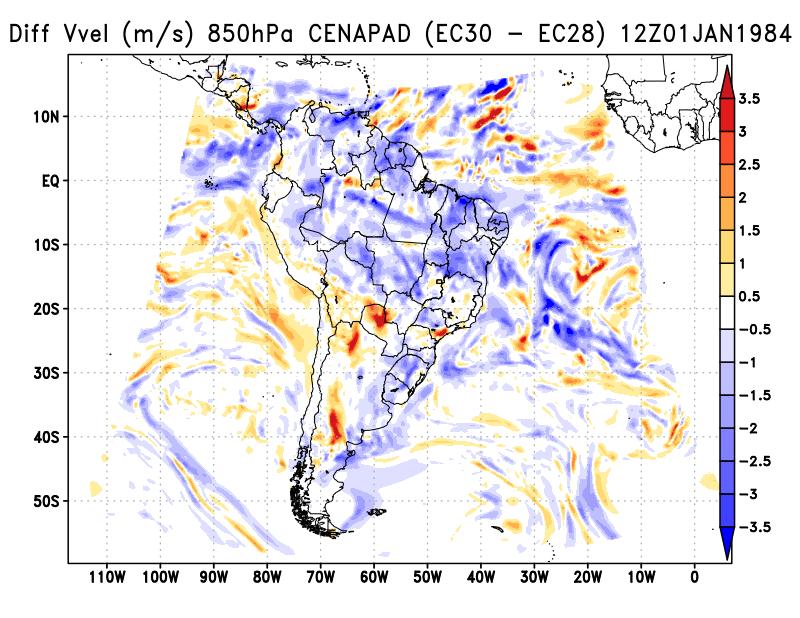 Diff Vvel (m/s) 850hPa CENAPAD (EC30 − EC28) 12Z01JAN1984
10N
EQ
10S
20S
30S
40S
50S
110W 100W 90W 80W 70W 60W 50W 40W 30W 20W 10W 0
3.5
3
2.5
2
1.5
1
0.5
−0.5
−1
−1.5
−2
−2.5
−3
−3.5